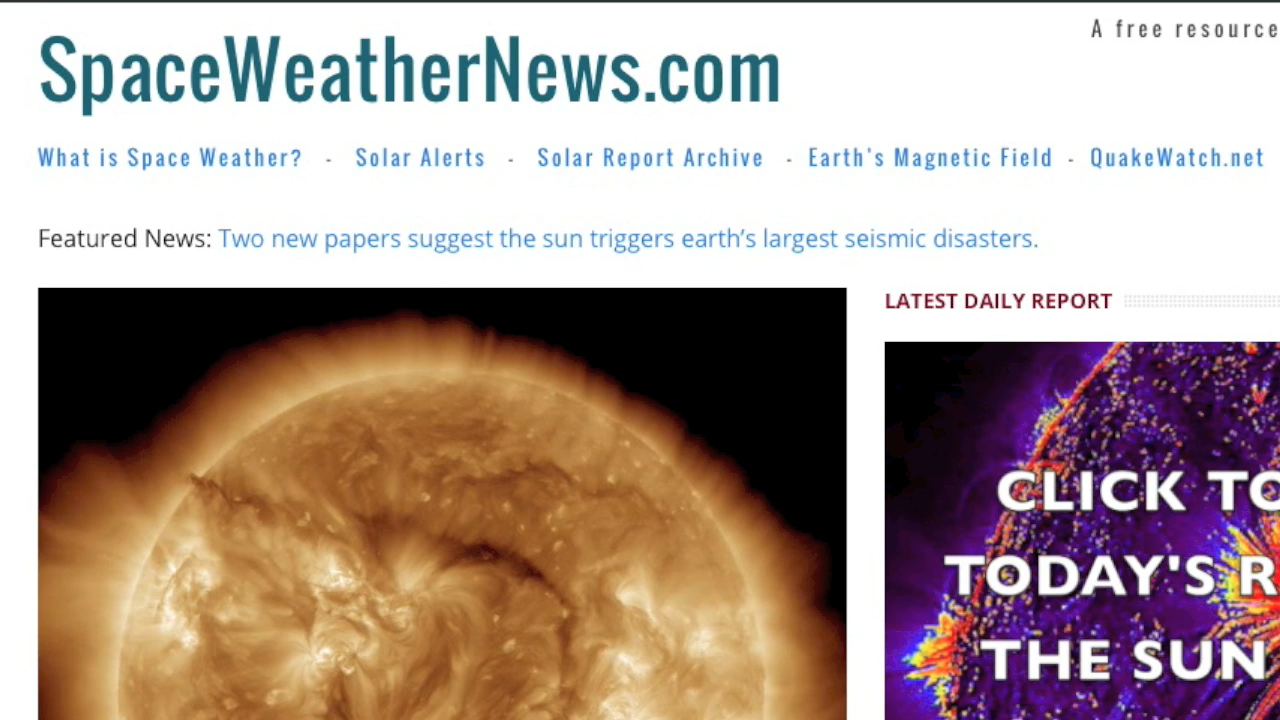 A free resource
SpaceWeatherNews.com
What is Space Weather? - Solar Alerts - Solar Report Archive - Earth's Magnetic Field - QuakeWatch.net
Featured News: Two new papers suggest the sun triggers earth’s largest seismic disasters.
LATEST DAILY REPORT
CLICK TO
TODAY'S R
THE SUN